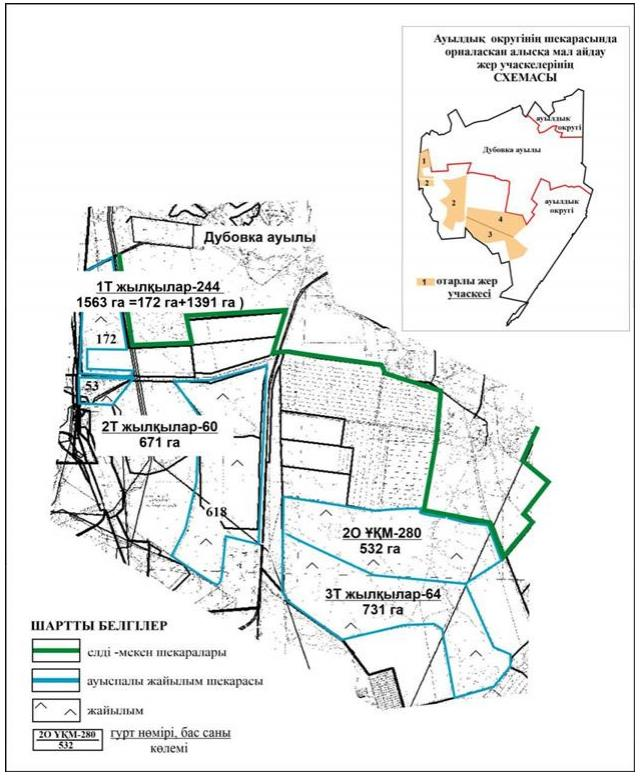 Ауылдық округінің шекарасында
орналаскан алысқа мал айдау
жер учаскелерінің
СХЕМАСЫ
ауылдык
округі
Дубовка ауылы
1
2
2
ауылдык
округі
4
3
1 отарлы жер
учаскесі
Дубовка ауылы
1Т жылқылар-244
1563 га =172 га+1391 га )
172
53
2Т жылқылар-60
671 га
618
2О ҰҚМ-280
532 га
3Т жылқылар-64
731 га
ШАРТТЫ БЕЛГІЛЕР
елді -мекен шекаралары
ауыспалы жайылым шекарасы
жайылым
2О ҰҚМ-280
532
гурт нөмірі, бас саны
көлемі